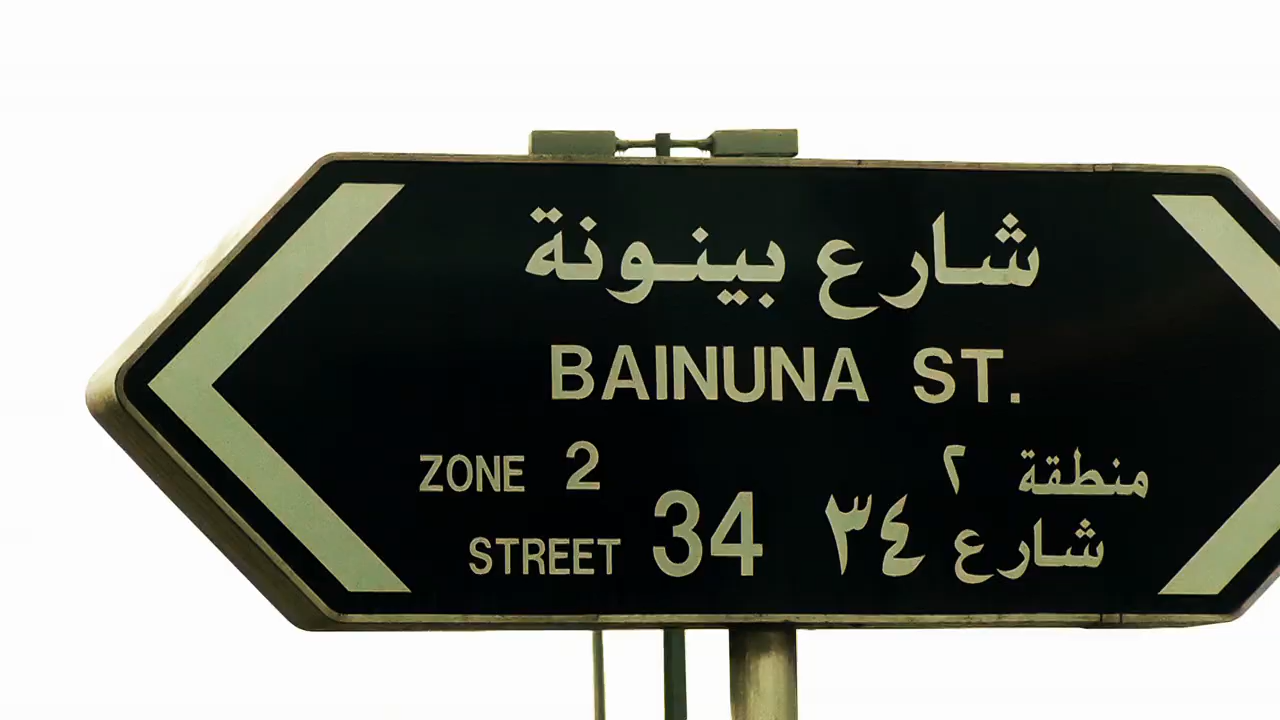 شارع بينونة
BAINUNA ST.
ZONE 2
منطقة ٢
STREET 34
شارع ٣٤